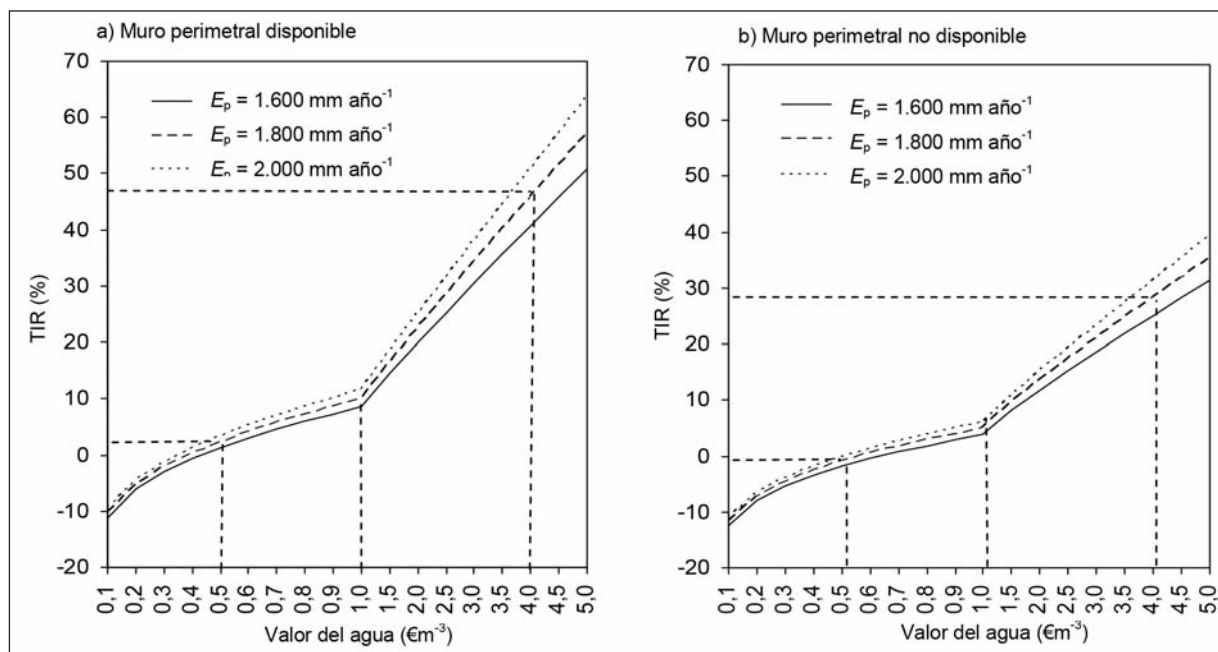 a) Muro perimetral disponible
70
60
50
40
30
20
10
0
-10
-20
TIR (%)
Eₚ = 1.600 mm año⁻¹
Eₚ = 1.800 mm año⁻¹
Eₚ = 2.000 mm año⁻¹
0,1 0,2 0,3 0,4 0,5 0,6 0,7 0,8 0,9 1,0 1,5 2,0 2,5 3,0 3,5 4,0 4,5 5,0
Valor del agua (€m⁻³)
b) Muro perimetral no disponible
70
60
50
40
30
20
10
0
-10
-20
TIR (%)
Eₚ = 1.600 mm año⁻¹
Eₚ = 1.800 mm año⁻¹
Eₚ = 2.000 mm año⁻¹
0,1 0,2 0,3 0,4 0,5 0,6 0,7 0,8 0,9 1,0 1,5 2,0 2,5 3,0 3,5 4,0 4,5 5,0
Valor del agua (€m⁻³)